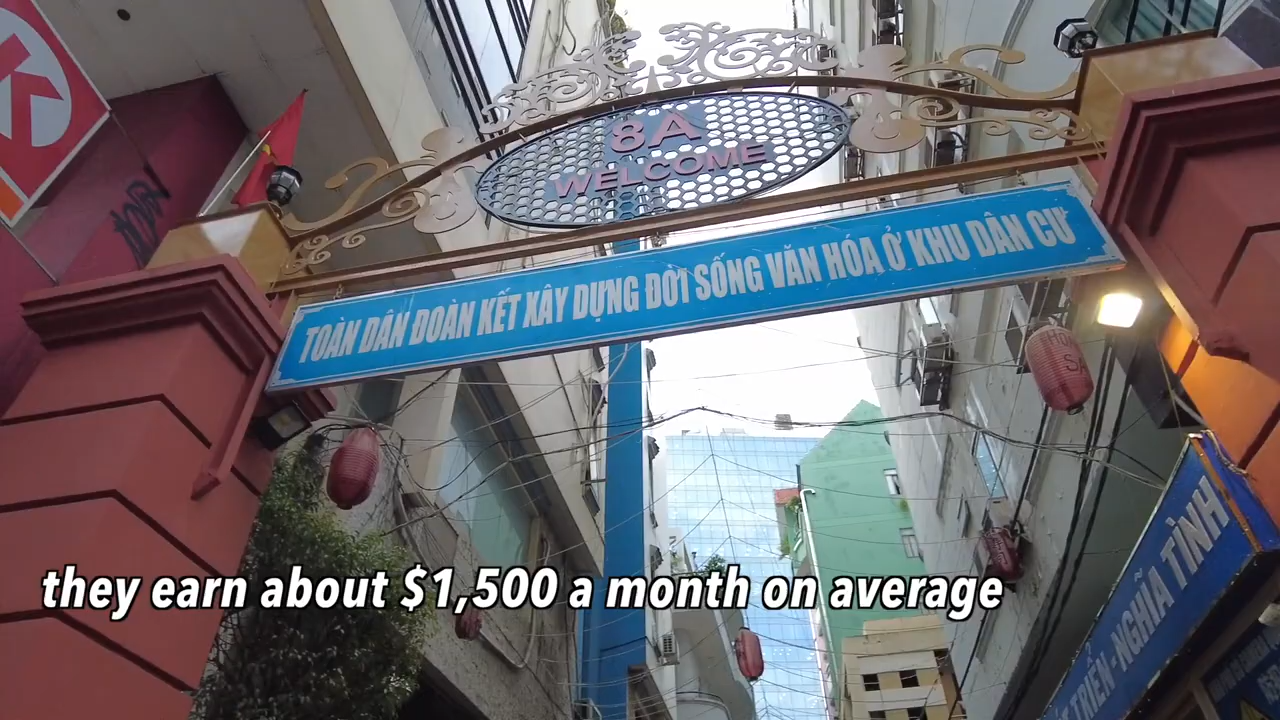 8A
WELCOME
TOÀN DÂN ĐOÀN KẾT XÂY DỰNG ĐỜI SỐNG VĂN HÓA Ở KHU DÂN CƯ
they earn about $1,500 a month on average
TRIỂN - NGHĨA TÌNH